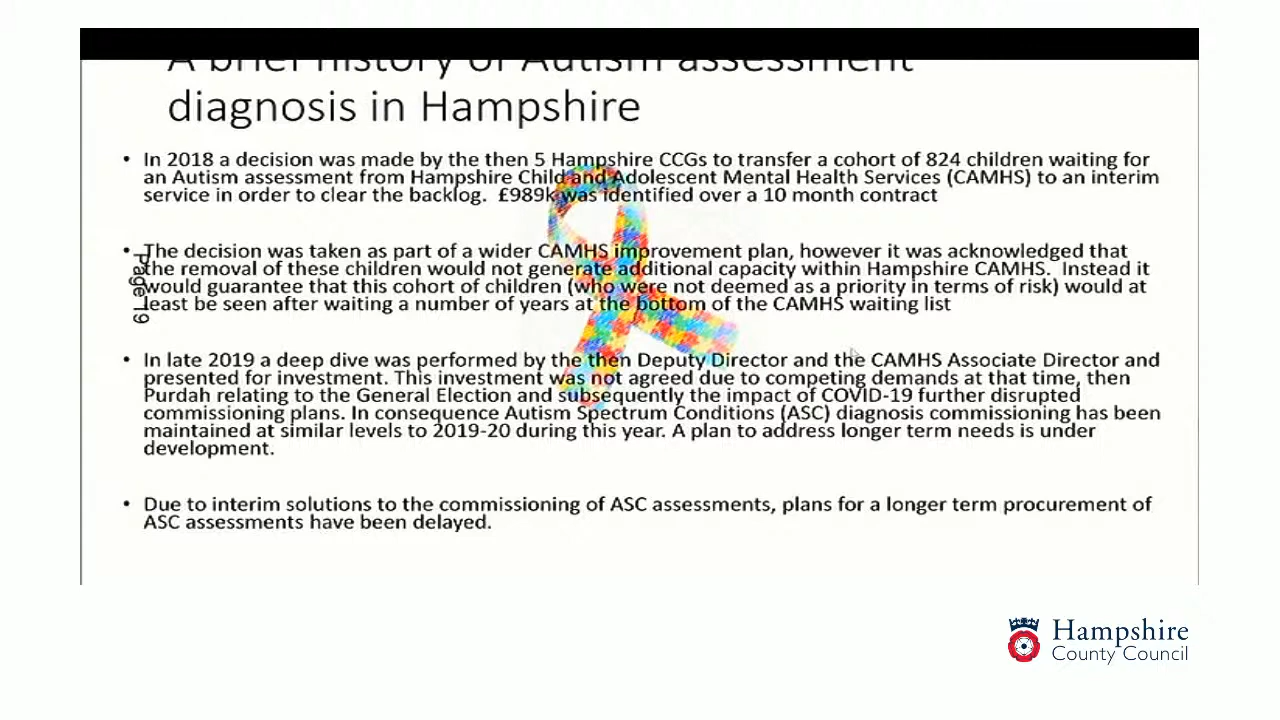 A brief history of Autism assessment
diagnosis in Hampshire
• In 2018 a decision was made by the then 5 Hampshire CCGs to transfer a cohort of 824 children waiting for
an Autism assessment from Hampshire Child and Adolescent Mental Health Services (CAMHS) to an interim
service in order to clear the backlog.  £989k was identified over a 10 month contract
• The decision was taken as part of a wider CAMHS improvement plan, however it was acknowledged that
the removal of these children would not generate additional capacity within Hampshire CAMHS.  Instead it
would guarantee that this cohort of children (who were not deemed as a priority in terms of risk) would at
least be seen after waiting a number of years at the bottom of the CAMHS waiting list
Page 19
• In late 2019 a deep dive was performed by the then Deputy Director and the CAMHS Associate Director and
presented for investment. This investment was not agreed due to competing demands at that time, then
Purdah relating to the General Election and subsequently the impact of COVID-19 further disrupted
commissioning plans. In consequence Autism Spectrum Conditions (ASC) diagnosis commissioning has been
maintained at similar levels to 2019-20 during this year. A plan to address longer term needs is under
development.
• Due to interim solutions to the commissioning of ASC assessments, plans for a longer term procurement of
ASC assessments have been delayed.
Hampshire
County Council